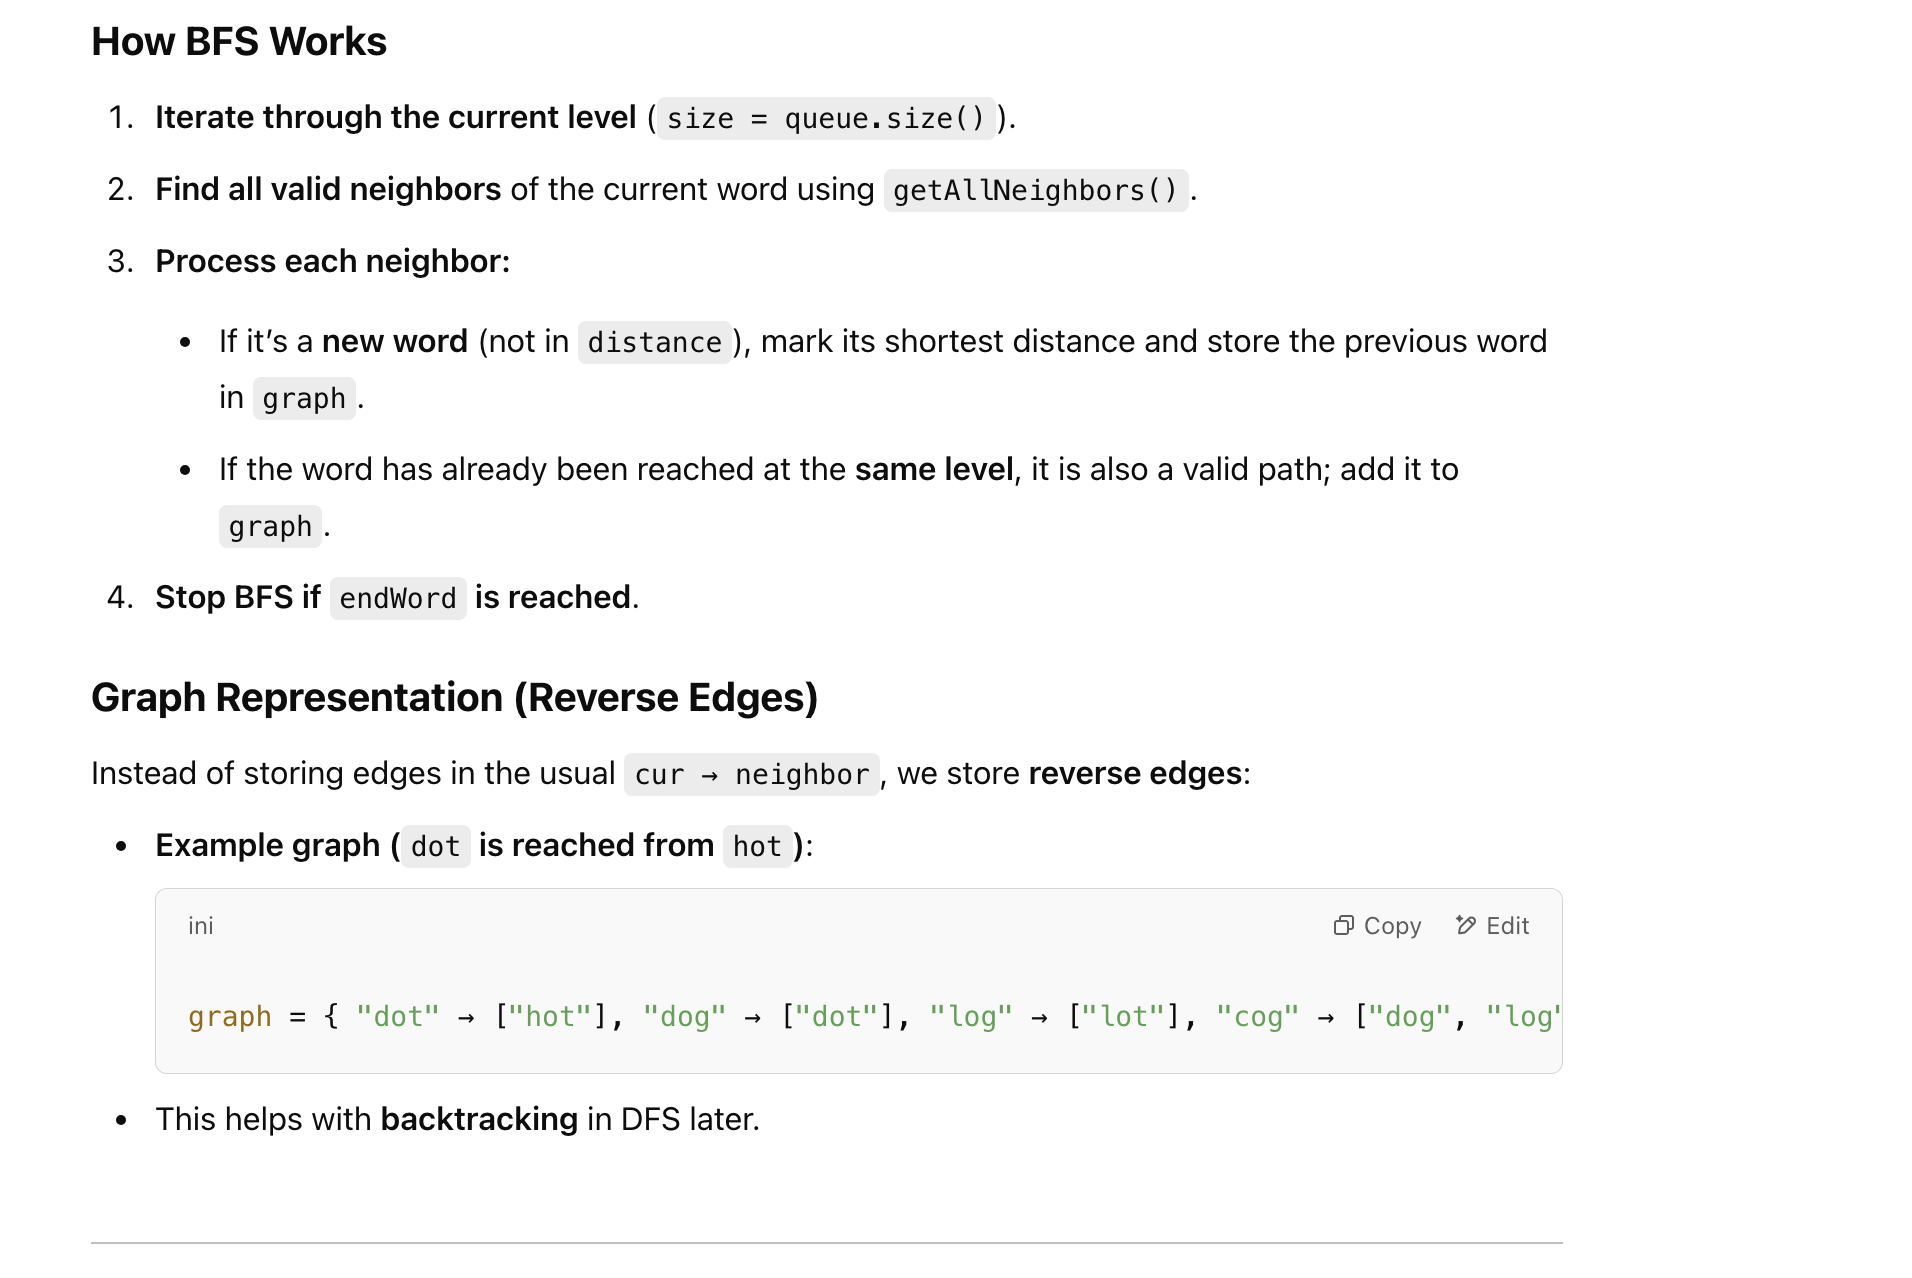 How BFS Works
1. Iterate through the current level (size = queue.size()).
2. Find all valid neighbors of the current word using getAllNeighbors().
3. Process each neighbor:
• If it’s a new word (not in distance), mark its shortest distance and store the previous word
in graph.
• If the word has already been reached at the same level, it is also a valid path; add it to
graph.
4. Stop BFS if endWord is reached.
Graph Representation (Reverse Edges)
Instead of storing edges in the usual cur → neighbor, we store reverse edges:
• Example graph (dot is reached from hot):
ini
Copy Edit
graph = { "dot" → ["hot"], "dog" → ["dot"], "log" → ["lot"], "cog" → ["dog", "log"
• This helps with backtracking in DFS later.